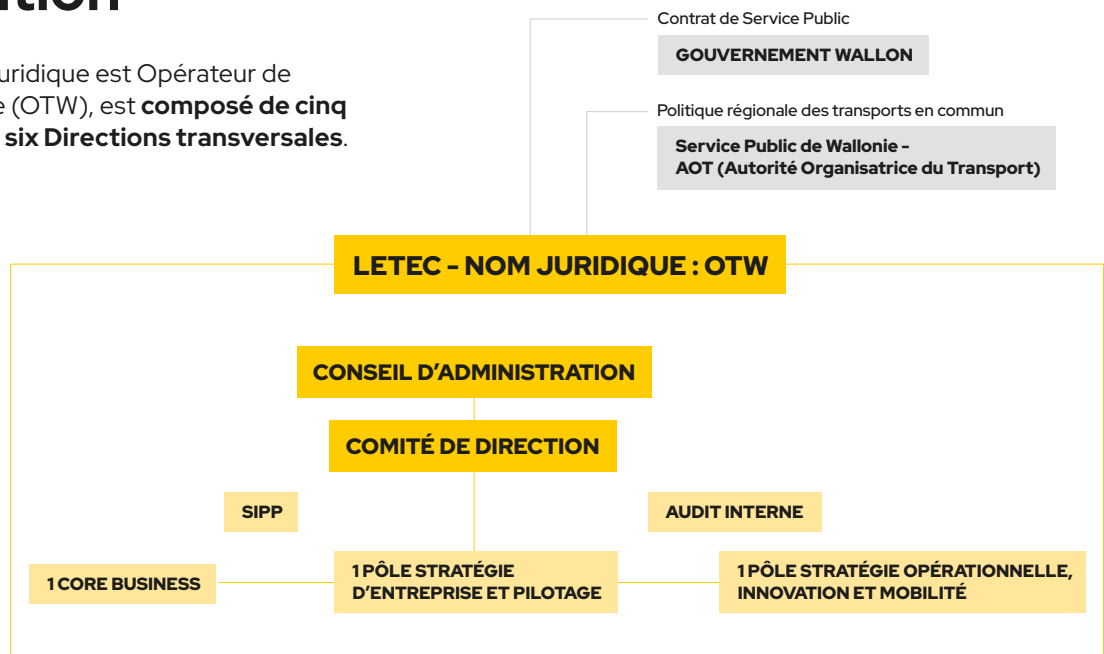 Contrat de Service Public
GOUVERNEMENT WALLON
uridique est Opérateur de
(OTW), est composé de cinq
six Directions transversales.
Politique régionale des transports en commun
Service Public de Wallonie -
AOT (Autorité Organisatrice du Transport)
LETEC - NOM JURIDIQUE : OTW
CONSEIL D'ADMINISTRATION
COMITÉ DE DIRECTION
SIPP
AUDIT INTERNE
1 CORE BUSINESS
1 PÔLE STRATÉGIE
D'ENTREPRISE ET PILOTAGE
1 PÔLE STRATÉGIE OPÉRATIONNELLE,
INNOVATION ET MOBILITÉ